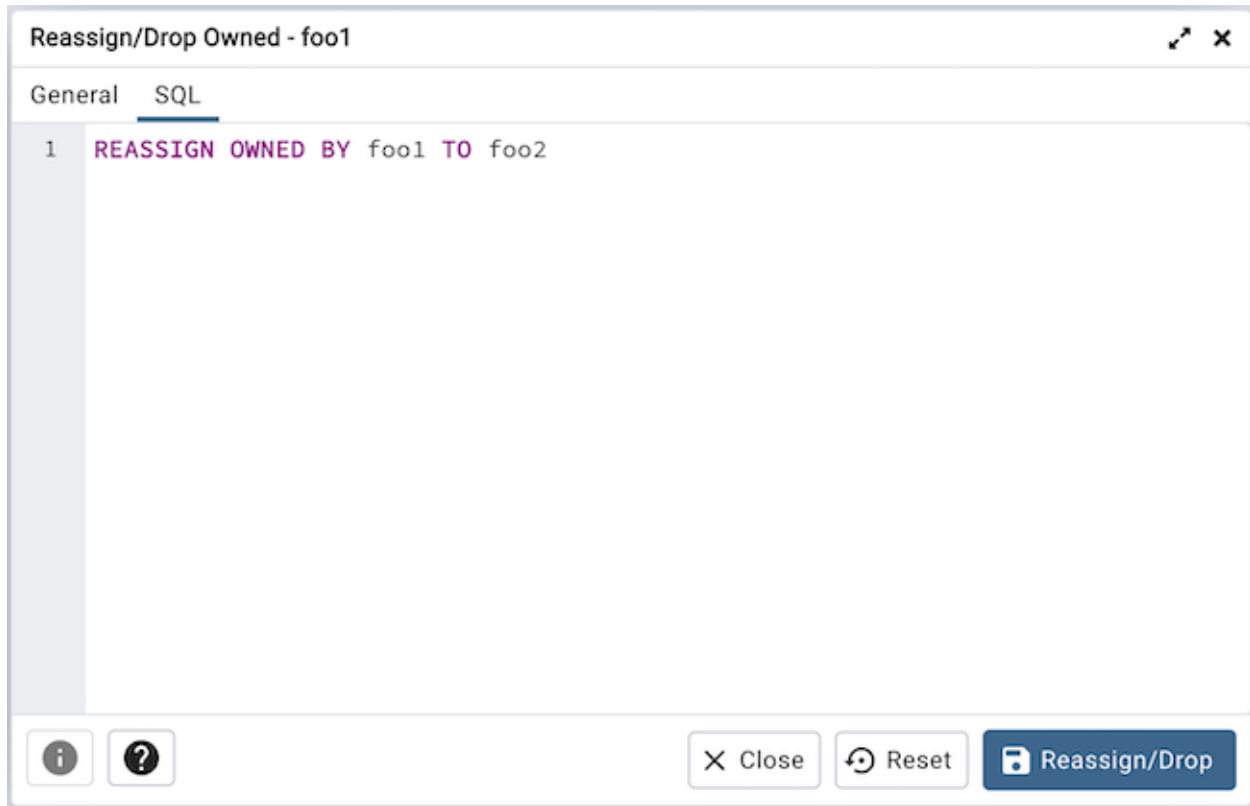 Reassign/Drop Owned - foo1
General SQL
1 REASSIGN OWNED BY foo1 TO foo2
Close Reset Reassign/Drop